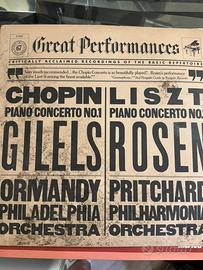 Great Performances
CRITICALLY ACCLAIMED RECORDINGS OF THE BASIC REPERTOIRE
CHOPIN
PIANO CONCERTO NO.1
GILELS
ORMANDY
PHILADELPHIA
ORCHESTRA
LISZT
PIANO CONCERTO NO.1
ROSEN
PRITCHARD
PHILHARMONIA
ORCHESTRA